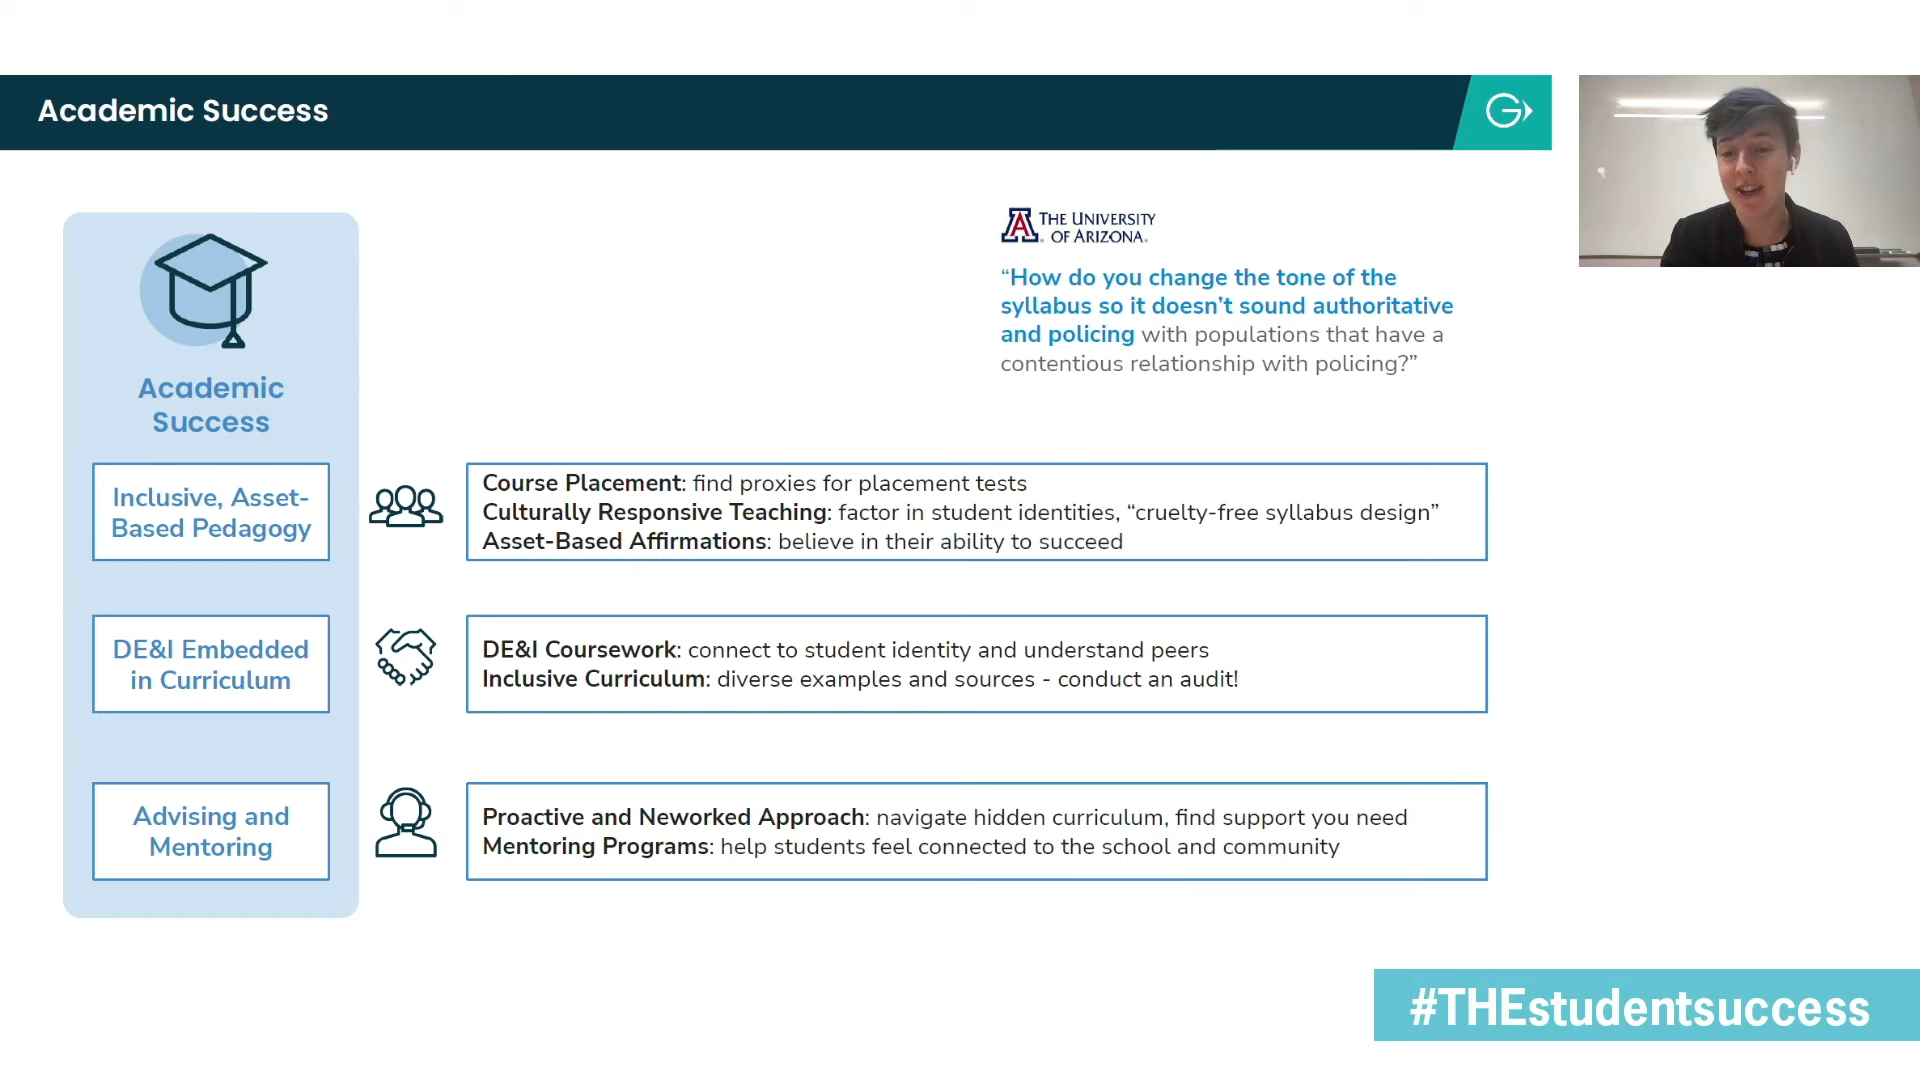 Academic Success
THE UNIVERSITY
OF ARIZONA.
“How do you change the tone of the
syllabus so it doesn’t sound authoritative
and policing with populations that have a
contentious relationship with policing?”
Academic
Success
Inclusive, Asset-
Based Pedagogy
Course Placement: find proxies for placement tests
Culturally Responsive Teaching: factor in student identities, “cruelty-free syllabus design”
Asset-Based Affirmations: believe in their ability to succeed
DE&I Embedded
in Curriculum
DE&I Coursework: connect to student identity and understand peers
Inclusive Curriculum: diverse examples and sources - conduct an audit!
Advising and
Mentoring
Proactive and Neworked Approach: navigate hidden curriculum, find support you need
Mentoring Programs: help students feel connected to the school and community
#THEstudentsuccess